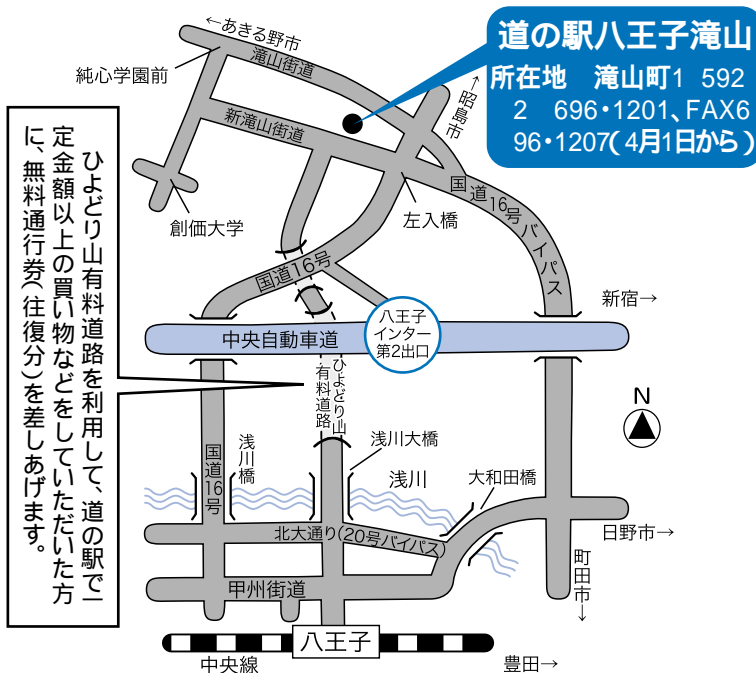 道の駅八王子滝山
所在地 滝山町1 592
2 696・1201、FAX6
96・1207(4月1日から)
←あきる野市
滝山街道
純心学園前
新滝山街道
昭島市→
創価大学
左入橋
国道16号バイパス
国道16号
新宿→
中央自動車道
八王子
インター
第2出口
ひよどり山
有料道路
ひよどり山有料道路を利用して、道の駅で一
定金額以上の買い物などをしていただいた方
に、無料通行券(往復分)を差しあげます。
N
国道16号
浅川橋
浅川大橋
浅川
大和田橋
北大通り(20号バイパス)
日野市→
甲州街道
町田市→
八王子
中央線
豊田→